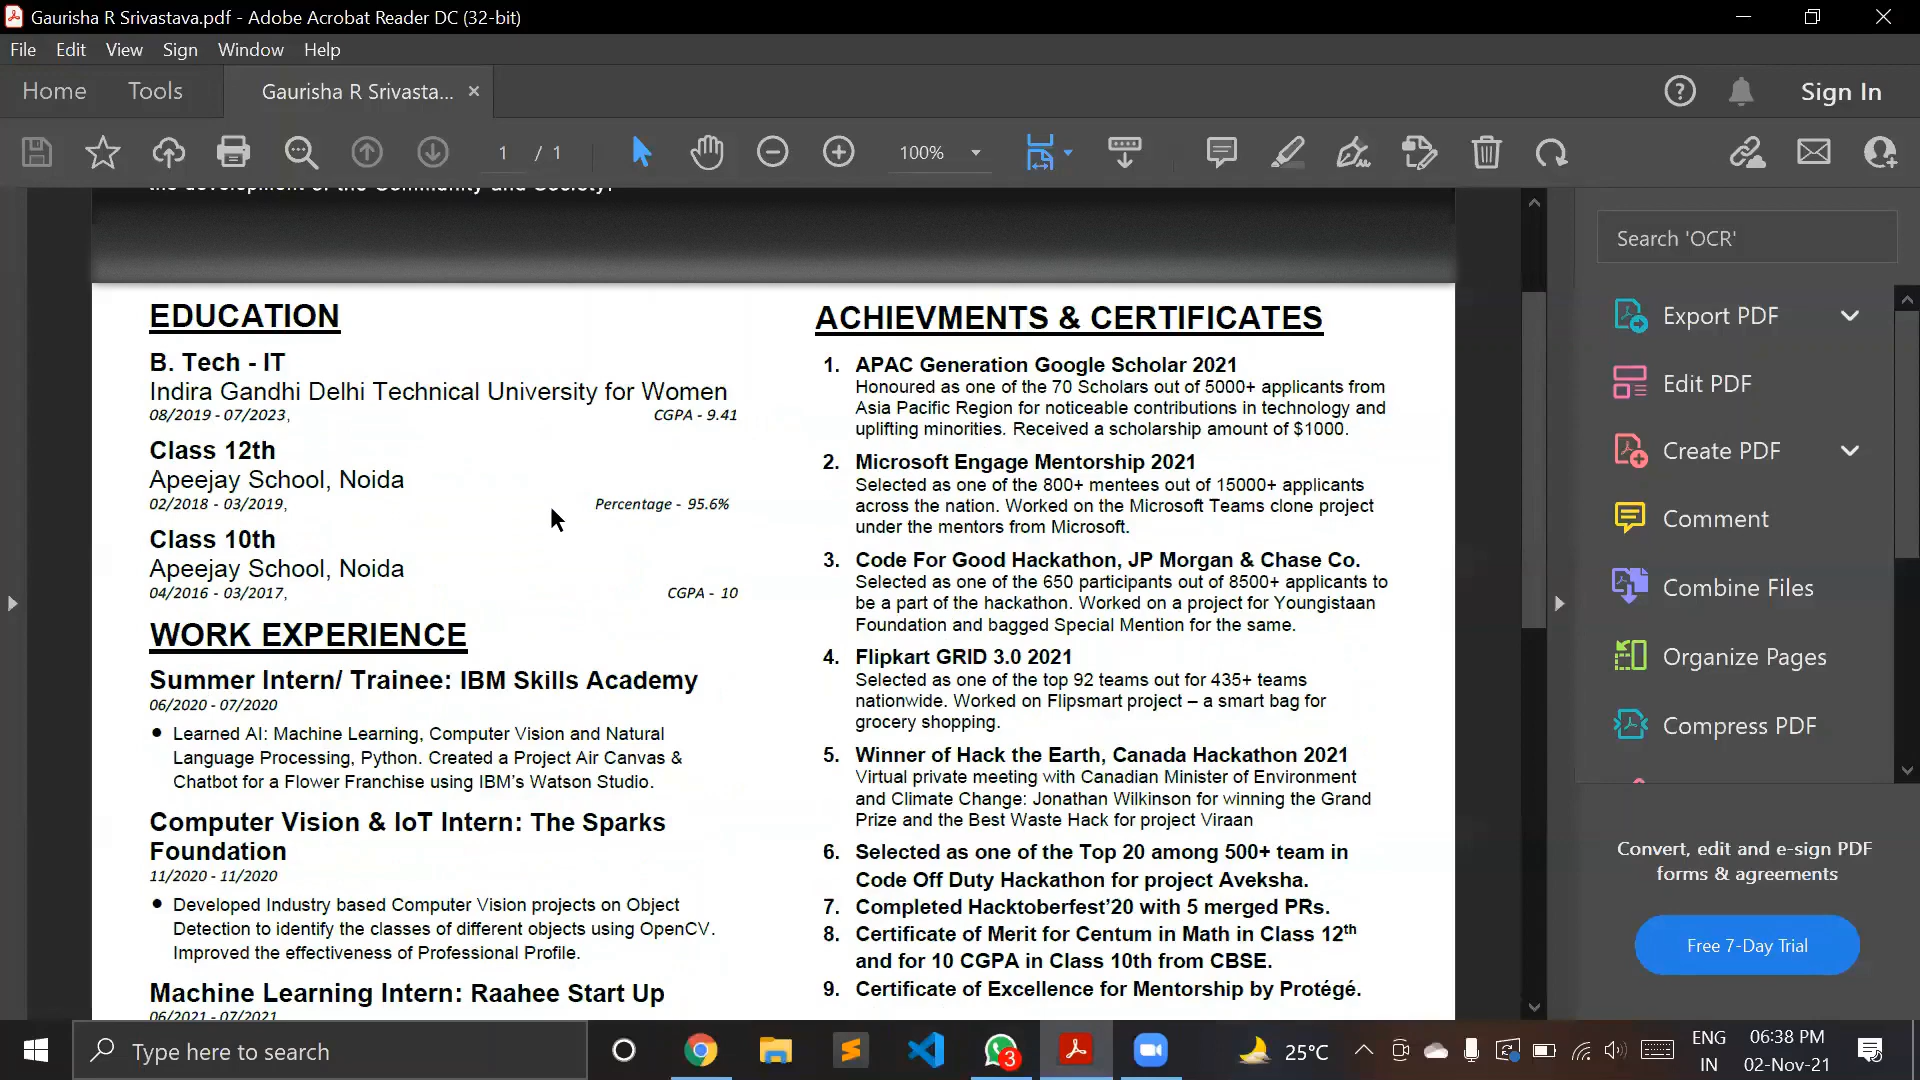 Gaurisha R Srivastava.pdf - Adobe Acrobat Reader DC (32-bit)
File Edit View Sign Window Help
Home Tools Gaurisha R Srivasta... × Sign In
1 / 1 100%
the development of the Community and Society.
Search 'OCR'
Export PDF
Edit PDF
Create PDF
Comment
Combine Files
Organize Pages
Compress PDF
Convert, edit and e-sign PDF
forms & agreements
Free 7-Day Trial
EDUCATION
B. Tech - IT
Indira Gandhi Delhi Technical University for Women
08/2019 - 07/2023, CGPA - 9.41
Class 12th
Apeejay School, Noida
02/2018 - 03/2019, Percentage - 95.6%
Class 10th
Apeejay School, Noida
04/2016 - 03/2017, CGPA - 10
WORK EXPERIENCE
Summer Intern/ Trainee: IBM Skills Academy
06/2020 - 07/2020
• Learned AI: Machine Learning, Computer Vision and Natural
Language Processing, Python. Created a Project Air Canvas &
Chatbot for a Flower Franchise using IBM's Watson Studio.
Computer Vision & IoT Intern: The Sparks
Foundation
11/2020 - 11/2020
• Developed Industry based Computer Vision projects on Object
Detection to identify the classes of different objects using OpenCV.
Improved the effectiveness of Professional Profile.
Machine Learning Intern: Raahee Start Up
06/2021 - 07/2021
ACHIEVMENTS & CERTIFICATES
1. APAC Generation Google Scholar 2021
Honoured as one of the 70 Scholars out of 5000+ applicants from
Asia Pacific Region for noticeable contributions in technology and
uplifting minorities. Received a scholarship amount of $1000.
2. Microsoft Engage Mentorship 2021
Selected as one of the 800+ mentees out of 15000+ applicants
across the nation. Worked on the Microsoft Teams clone project
under the mentors from Microsoft.
3. Code For Good Hackathon, JP Morgan & Chase Co.
Selected as one of the 650 participants out of 8500+ applicants to
be a part of the hackathon. Worked on a project for Youngistaan
Foundation and bagged Special Mention for the same.
4. Flipkart GRID 3.0 2021
Selected as one of the top 92 teams out for 435+ teams
nationwide. Worked on Flipsmart project – a smart bag for
grocery shopping.
5. Winner of Hack the Earth, Canada Hackathon 2021
Virtual private meeting with Canadian Minister of Environment
and Climate Change: Jonathan Wilkinson for winning the Grand
Prize and the Best Waste Hack for project Viraan
6. Selected as one of the Top 20 among 500+ team in
Code Off Duty Hackathon for project Aveksha.
7. Completed Hacktoberfest'20 with 5 merged PRs.
8. Certificate of Merit for Centum in Math in Class 12th
and for 10 CGPA in Class 10th from CBSE.
9. Certificate of Excellence for Mentorship by Protégé.
Type here to search
3
25°C
ENG
IN
06:38 PM
02-Nov-21